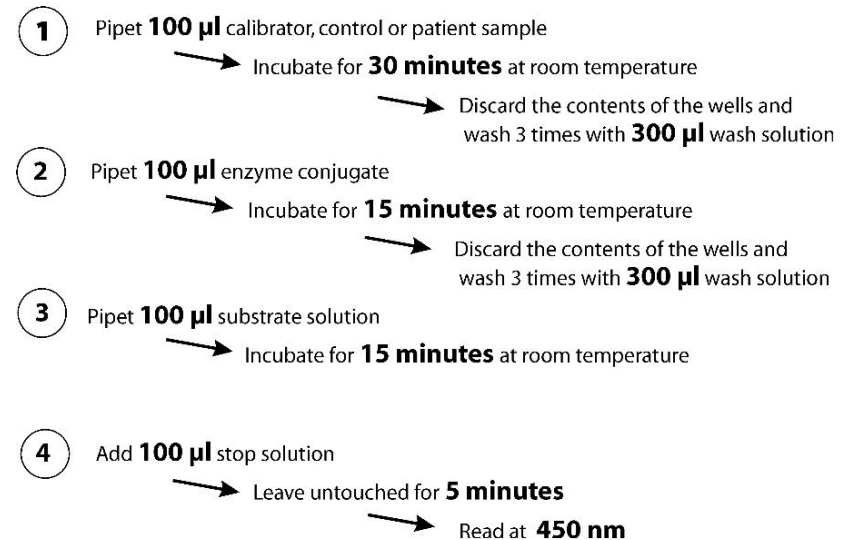 1 Pipet 100 µl calibrator, control or patient sample
Incubate for 30 minutes at room temperature
Discard the contents of the wells and
wash 3 times with 300 µl wash solution
2 Pipet 100 µl enzyme conjugate
Incubate for 15 minutes at room temperature
Discard the contents of the wells and
wash 3 times with 300 µl wash solution
3 Pipet 100 µl substrate solution
Incubate for 15 minutes at room temperature
4 Add 100 µl stop solution
Leave untouched for 5 minutes
Read at 450 nm